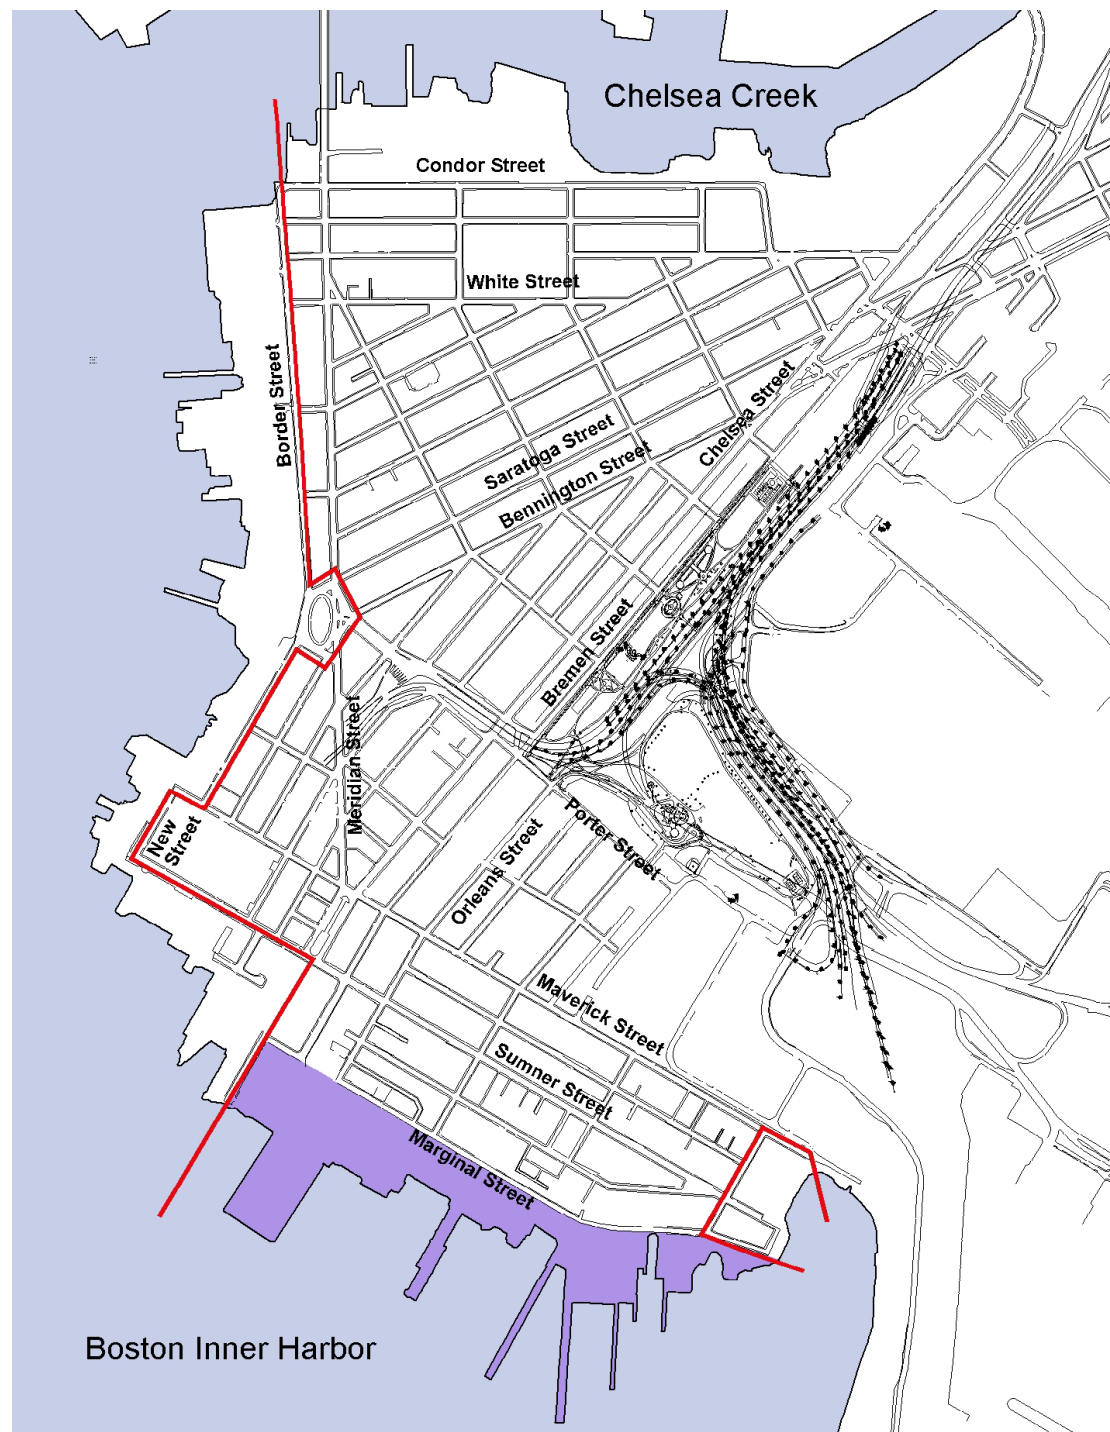 Chelsea Creek
Condor Street
White Street
Border Street
Chelsea Street
Saratoga Street
Bennington Street
Bremen Street
Meridian Street
New
Street
Porter Street
Orleans Street
Maverick Street
Sumner Street
Marginal Street
Boston Inner Harbor